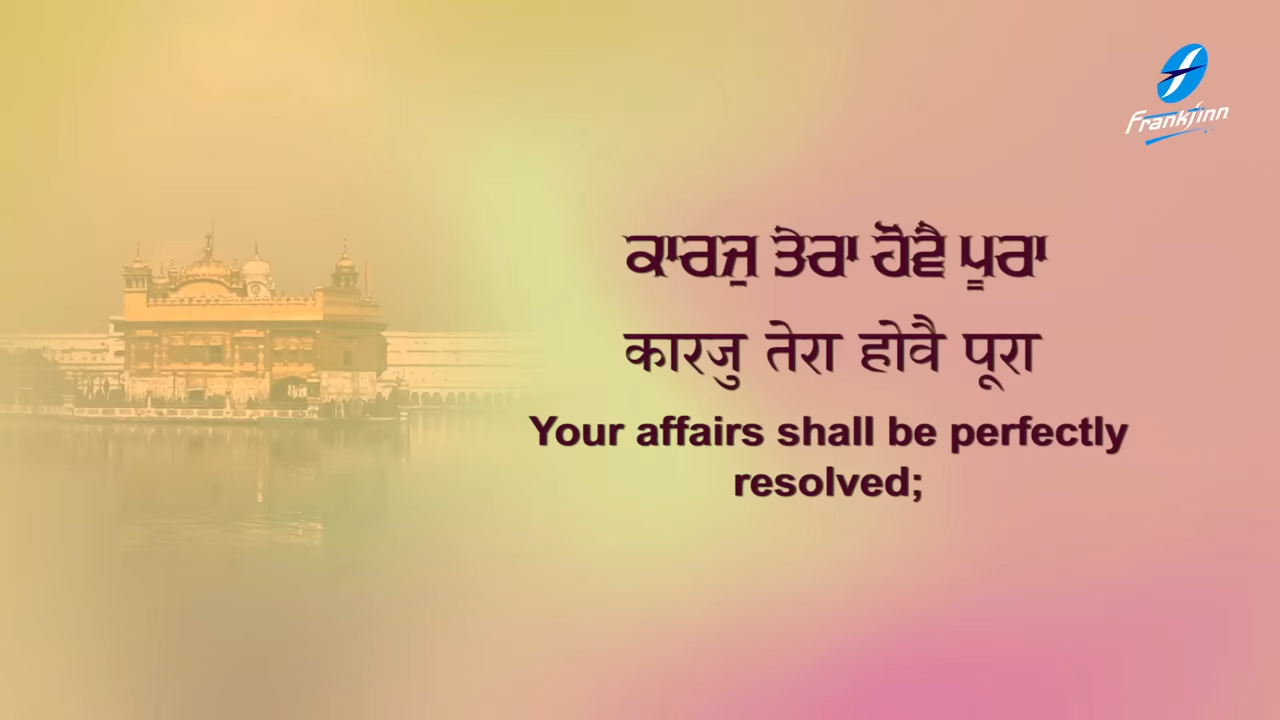 Frankfinn
ਕਾਰਜੁ ਤੇਰਾ ਹੋਵੈ ਪੂਰਾ
कारजु तेरा होवै पूरा
Your affairs shall be perfectly
resolved;